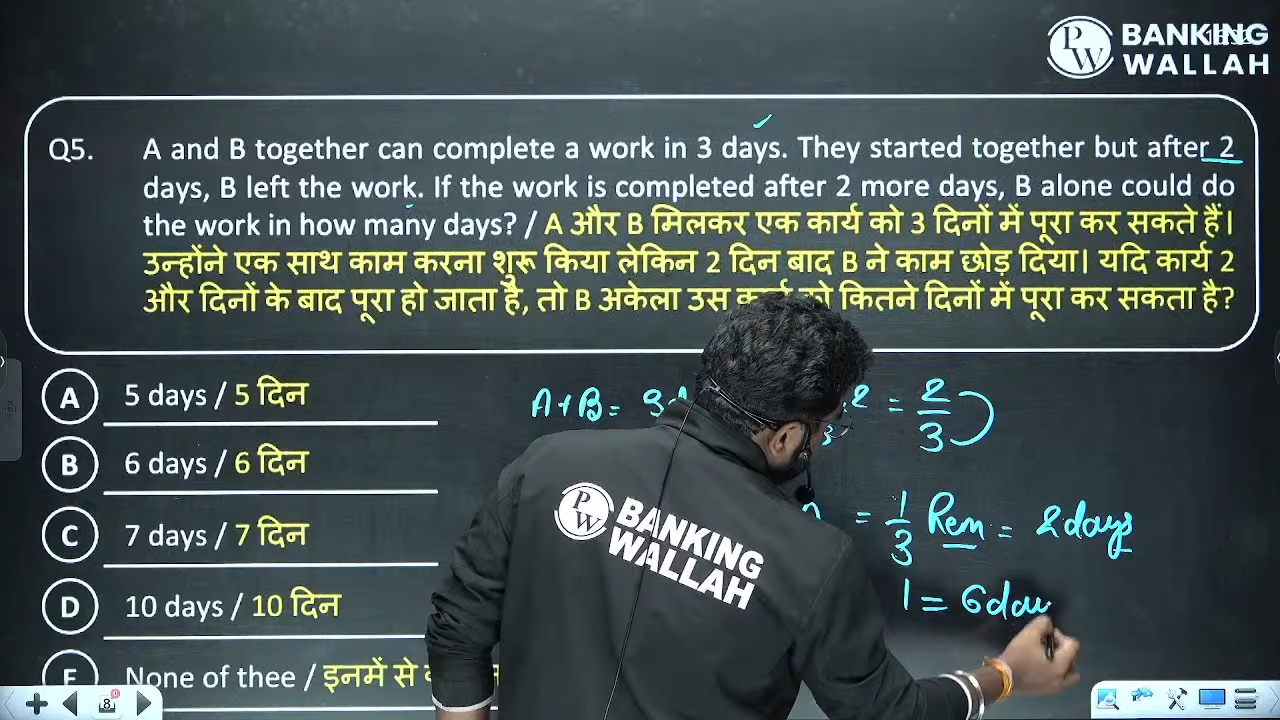 BANKING
WALLAH
Q5. A and B together can complete a work in 3 days. They started together but after 2
days, B left the work. If the work is completed after 2 more days, B alone could do
the work in how many days? / A और B मिलकर एक कार्य को 3 दिनों में पूरा कर सकते हैं।
उन्होंने एक साथ काम करना शुरू किया लेकिन 2 दिन बाद B ने काम छोड़ दिया। यदि कार्य 2
और दिनों के बाद पूरा हो जाता है, तो B अकेला उस कितने दिनों में पूरा कर सकता है?
A 5 days / 5 दिन
B 6 days / 6 दिन
C 7 days / 7 दिन
D 10 days / 10 दिन
None of thee / इनमें से
A+B = 3 2 = 2/3
= 1/3 Rem = 2days
1 = 6day
PW
BANKING
WALLAH
8